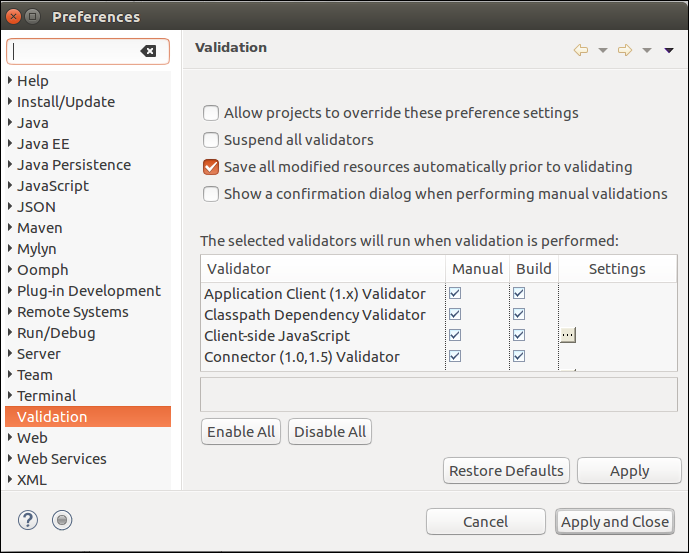 Preferences
Validation
Help
Install/Update
Java
Java EE
Java Persistence
JavaScript
JSON
Maven
Mylyn
Oomph
Plug-in Development
Remote Systems
Run/Debug
Server
Team
Terminal
Validation
Web
Web Services
XML
Allow projects to override these preference settings
Suspend all validators
Save all modified resources automatically prior to validating
Show a confirmation dialog when performing manual validations
The selected validators will run when validation is performed:
Validator Manual Build Settings
Application Client (1.x) Validator
Classpath Dependency Validator
Client-side JavaScript ...
Connector (1.0,1.5) Validator
Enable All Disable All
Restore Defaults Apply
? Cancel Apply and Close